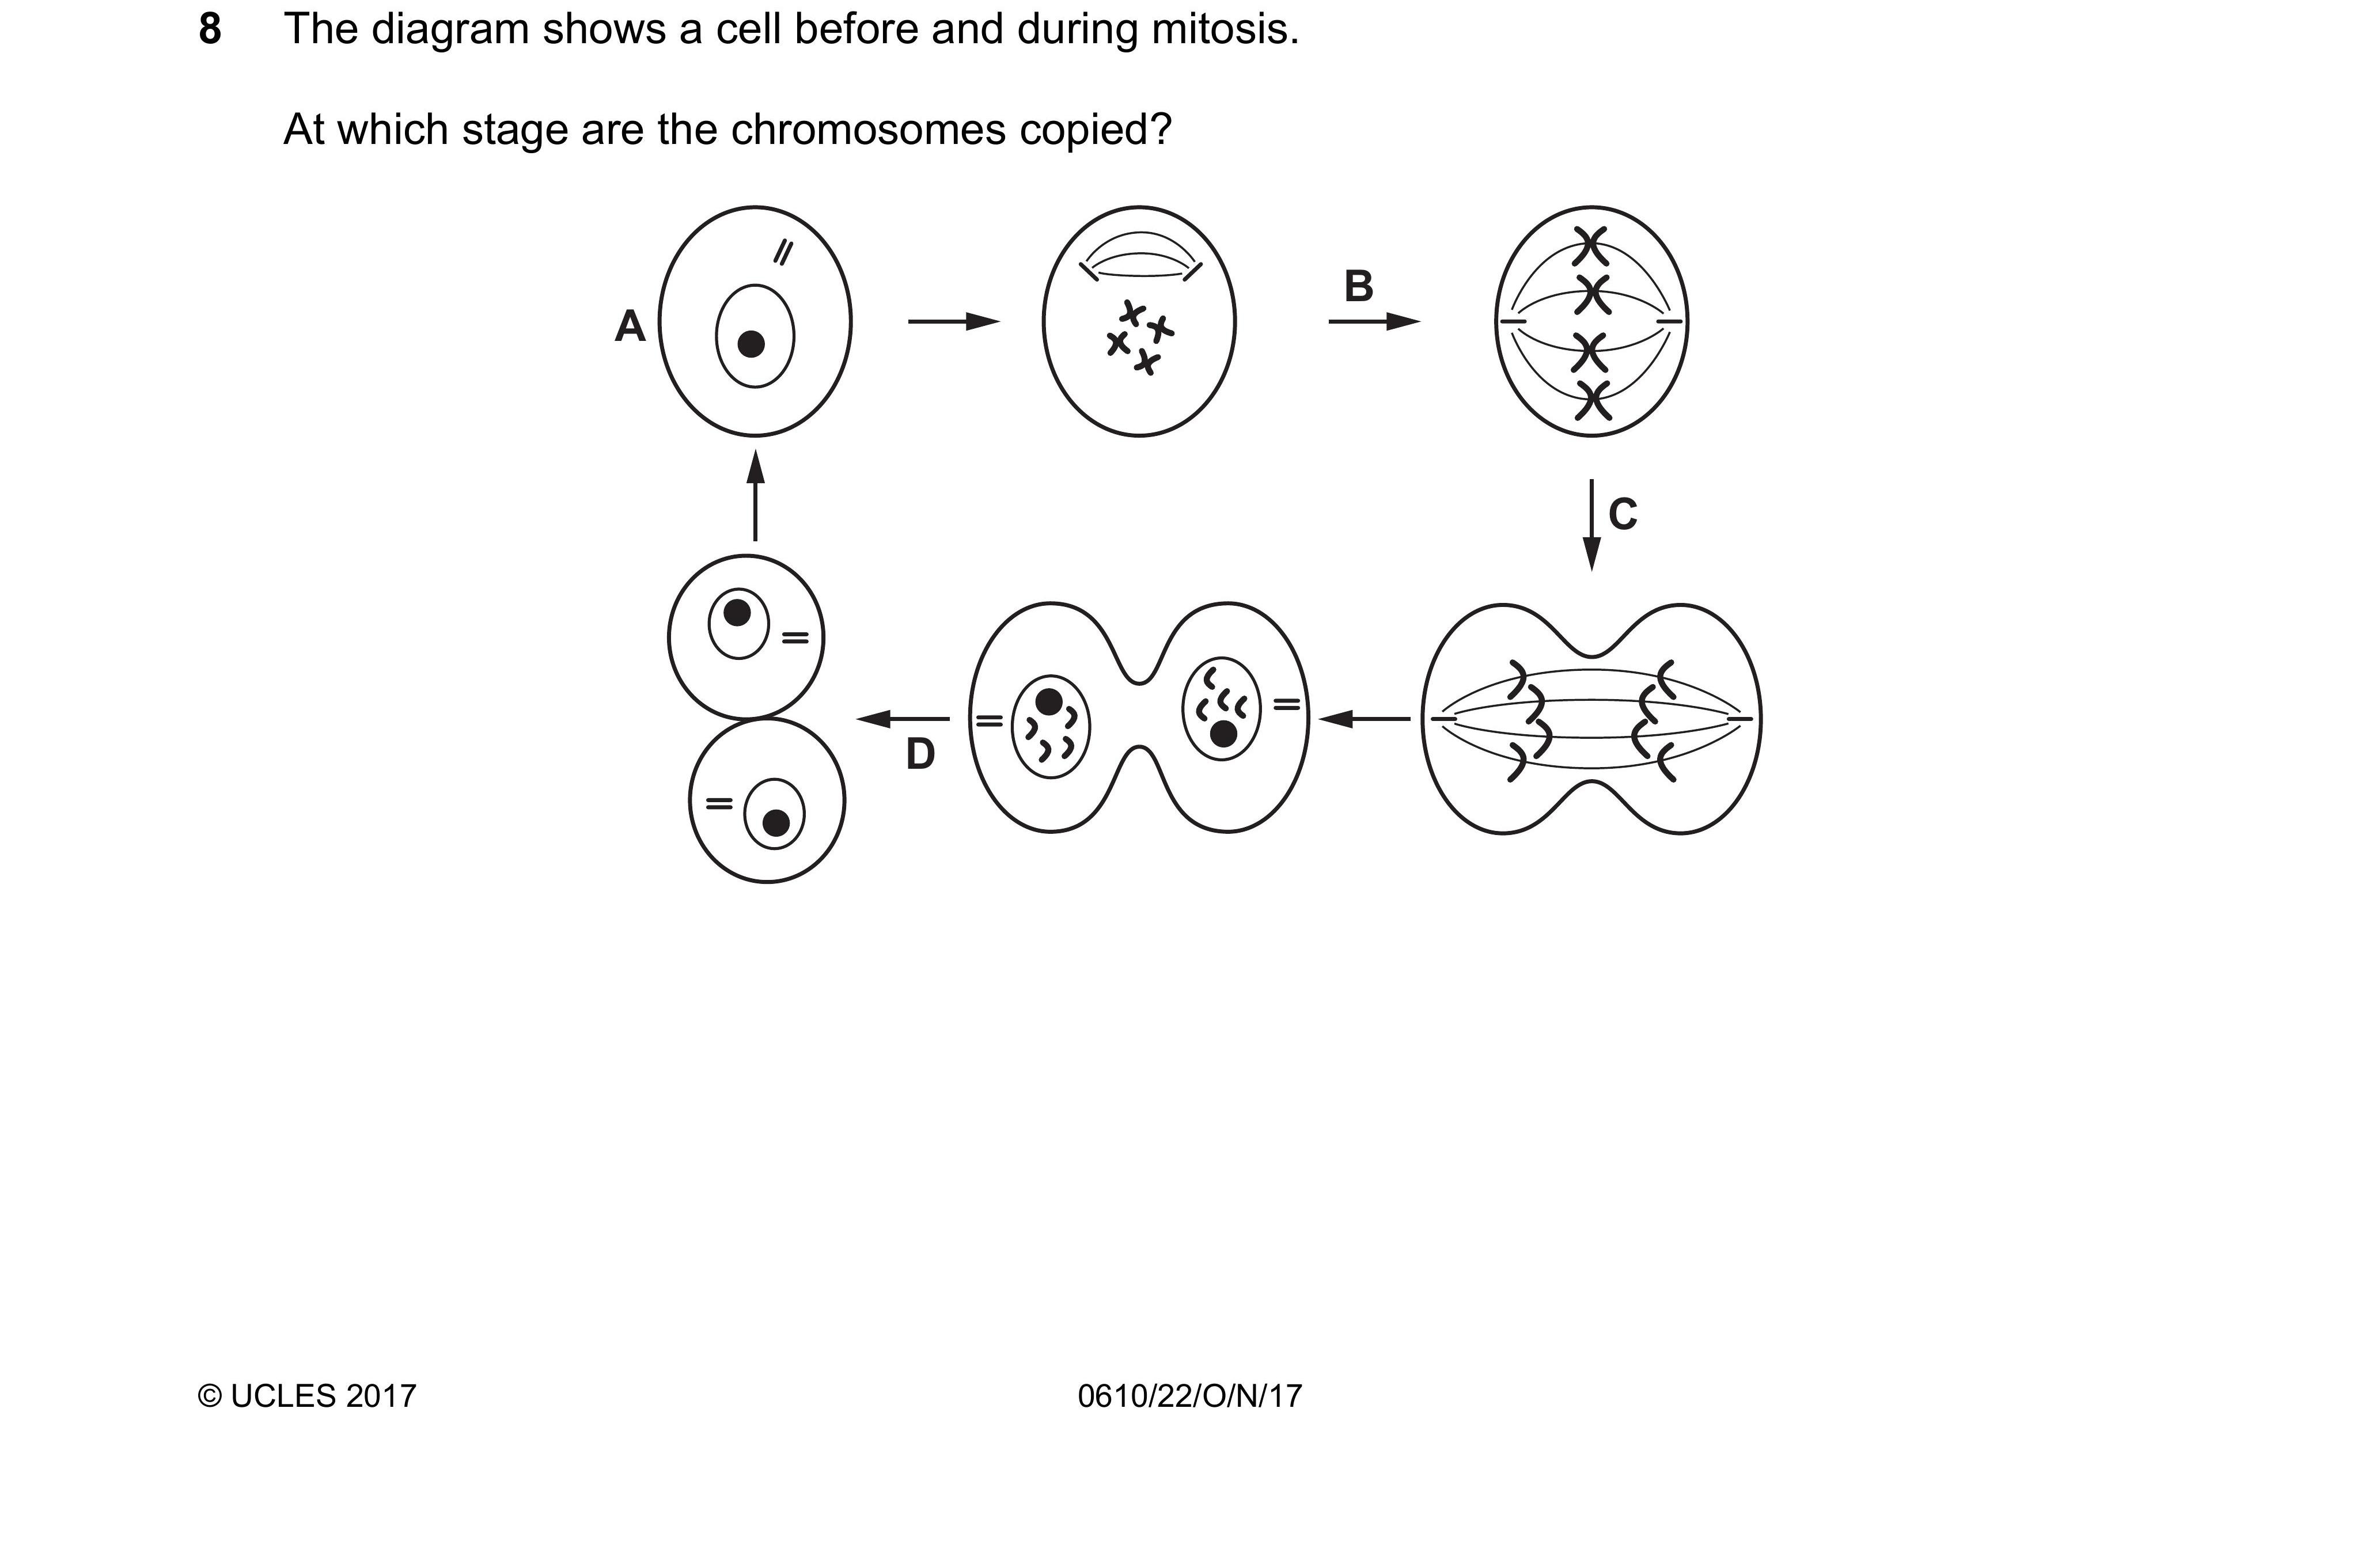 8 The diagram shows a cell before and during mitosis.
At which stage are the chromosomes copied?
A
B
C
D
© UCLES 2017 0610/22/O/N/17